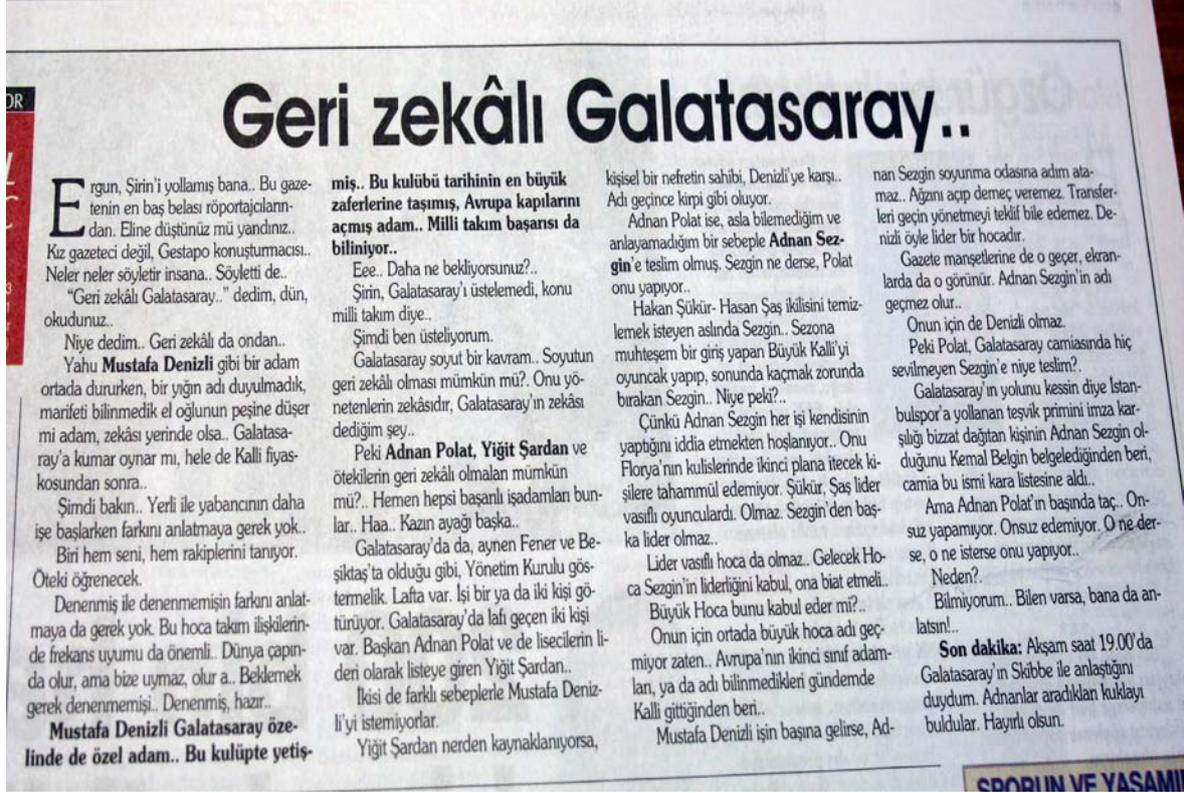 OR
Geri zekâlı Galatasaray..
Ergun, Şirin'i yollamış bana.. Bu gaze-
tenin en baş belası röportajcıların-
dan. Eline düştünüz mü yandınız..
Kız gazeteci değil, Gestapo konuşturmacısı..
Neler neler söyletir insana.. Söyletti de..
"Geri zekâlı Galatasaray.." dedim, dün,
okudunuz..
Niye dedim.. Geri zekâlı da ondan..
Yahu Mustafa Denizli gibi bir adam
ortada dururken, bir yığın adı duyulmadık,
marifeti bilinmedik el oğlunun peşine düşer
mi adam, zekâsı yerinde olsa.. Galatasa-
ray'a kumar oynar mı, hele de Kalli fiyas-
kosundan sonra..
Şimdi bakın.. Yerli ile yabancının daha
işe başlarken farkını anlatmaya gerek yok..
Biri hem seni, hem rakiplerini tanıyor.
Öteki öğrenecek.
Denenmiş ile denenmemişin farkını anlat-
maya da gerek yok. Bu hoca takım ilişkilerin-
de frekans uyumu da önemli.. Dünya çapın-
da olur, ama bize uymaz, olur a.. Beklemek
gerek denenmemişi.. Denenmiş, hazır..
Mustafa Denizli Galatasaray öze-
linde de özel adam.. Bu kulüpte yetiş-
miş.. Bu kulübü tarihinin en büyük
zaferlerine taşımış, Avrupa kapılarını
açmış adam.. Milli takım başarısı da
biliniyor..
Eee.. Daha ne bekliyorsunuz?..
Şirin, Galatasaray'ı üstelemedi, konu
milli takım diye..
Şimdi ben üsteliyorum.
Galatasaray soyut bir kavram.. Soyutun
geri zekâlı olması mümkün mü?. Onu yö-
netenlerin zekâsıdır, Galatasaray'ın zekâsı
dediğim şey..
Peki Adnan Polat, Yiğit Şardan ve
ötekilerin geri zekâlı olmaları mümkün
mü?.. Hemen hepsi başarılı işadamları bun-
lar.. Haa.. Kazın ayağı başka..
Galatasaray'da da, aynen Fener ve Be-
şiktaş'ta olduğu gibi, Yönetim Kurulu gös-
termelik. Lafta var. İşi bir ya da iki kişi gö-
türüyor. Galatasaray'da lafı geçen iki kişi
var. Başkan Adnan Polat ve de lisecilerin li-
deri olarak listeye giren Yiğit Şardan..
İkisi de farklı sebeplerle Mustafa Deniz-
li'yi istemiyorlar.
Yiğit Şardan nerden kaynaklanıyorsa,
kişisel bir nefretin sahibi, Denizli'ye karşı..
Adı geçince kirpi gibi oluyor.
Adnan Polat ise, asla bilemediğim ve
anlayamadığım bir sebeple Adnan Sez-
gin'e teslim olmuş. Sezgin ne derse, Polat
onu yapıyor..
Hakan Şükür- Hasan Şaş ikilisini temiz-
lemek isteyen aslında Sezgin.. Sezona
muhteşem bir giriş yapan Büyük Kalli'yi
oyuncak yapıp, sonunda kaçmak zorunda
bırakan Sezgin.. Niye peki?..
Çünkü Adnan Sezgin her işi kendisinin
yaptığını iddia etmekten hoşlanıyor.. Onu
Florya'nın kulislerinde ikinci plana itecek ki-
şilere tahammül edemiyor. Şükür, Şaş lider
vasıflı oyunculardı. Olmaz. Sezgin'den baş-
ka lider olmaz..
Lider vasıflı hoca da olmaz.. Gelecek Ho-
ca Sezgin'in liderliğini kabul, ona biat etmeli..
Büyük Hoca bunu kabul eder mi?..
Onun için ortada büyük hoca adı geç-
miyor zaten.. Avrupa'nın ikinci sınıf adam-
ları, ya da adı bilinmedikleri gündemde
Kalli gittiğinden beri..
Mustafa Denizli işin başına gelirse, Ad-
nan Sezgin soyunma odasına adım ata-
maz.. Ağzını açıp demeç veremez. Transfer-
leri geçin yönetmeyi teklif bile edemez. De-
nizli öyle lider bir hocadır.
Gazete manşetlerine de o geçer, ekran-
larda da o görünür. Adnan Sezgin'in adı
geçmez olur..
Onun için de Denizli olmaz.
Peki Polat, Galatasaray camiasında hiç
sevilmeyen Sezgin'e niye teslim?.
Galatasaray'ın yolunu kessin diye İstan-
bulspor'a yollanan teşvik primini imza kar-
şılığı bizzat dağıtan kişinin Adnan Sezgin ol-
duğunu Kemal Belgin belgelediğinden beri,
camia bu ismi kara listesine aldı..
Ama Adnan Polat'ın başında taç.. On-
suz yapamıyor. Onsuz edemiyor. O ne der-
se, o ne isterse onu yapıyor..
Neden?.
Bilmiyorum.. Bilen varsa, bana da an-
latsın!..
Son dakika: Akşam saat 19.00'da
Galatasaray'ın Skibbe ile anlaştığını
duydum. Adnanlar aradıkları kuklayı
buldular. Hayırlı olsun.
SPORUN VE YAŞAMI